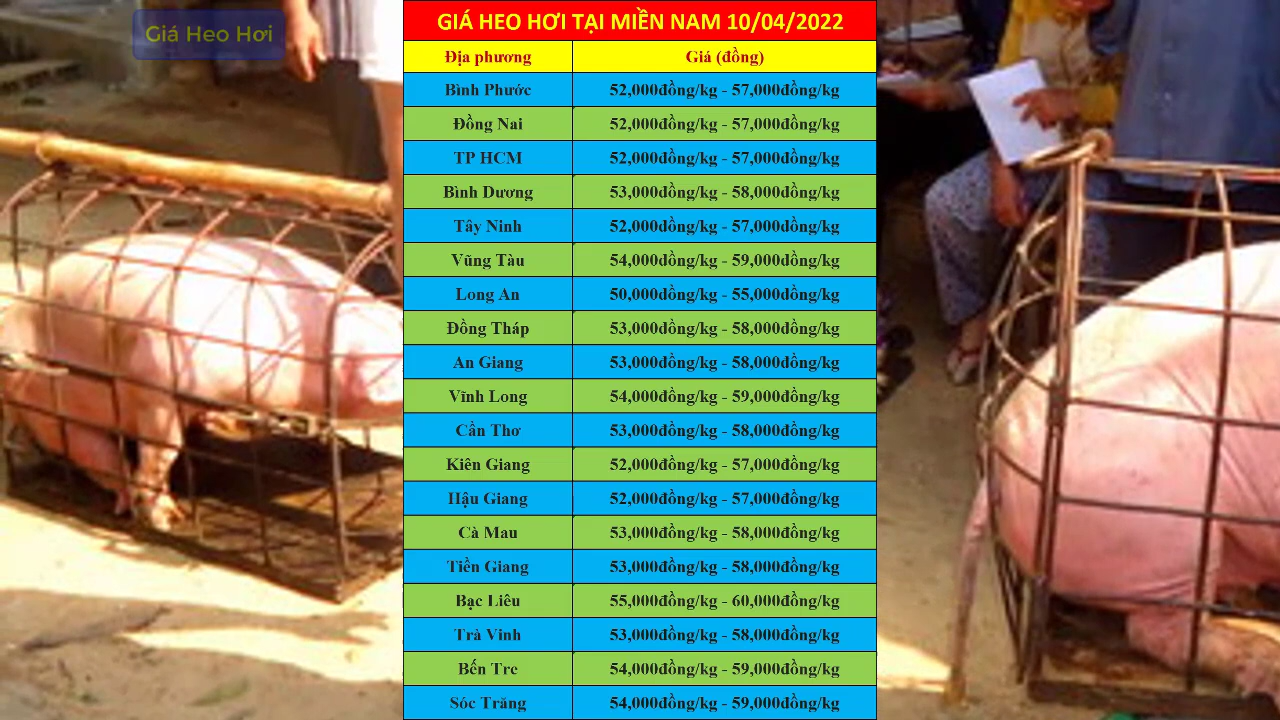 Giá Heo Hơi
GIÁ HEO HƠI TẠI MIỀN NAM 10/04/2022
Địa phương Giá (đồng)
Bình Phước 52,000đồng/kg - 57,000đồng/kg
Đồng Nai 52,000đồng/kg - 57,000đồng/kg
TP HCM 52,000đồng/kg - 57,000đồng/kg
Bình Dương 53,000đồng/kg - 58,000đồng/kg
Tây Ninh 52,000đồng/kg - 57,000đồng/kg
Vũng Tàu 54,000đồng/kg - 59,000đồng/kg
Long An 50,000đồng/kg - 55,000đồng/kg
Đồng Tháp 53,000đồng/kg - 58,000đồng/kg
An Giang 53,000đồng/kg - 58,000đồng/kg
Vĩnh Long 54,000đồng/kg - 59,000đồng/kg
Cần Thơ 53,000đồng/kg - 58,000đồng/kg
Kiên Giang 52,000đồng/kg - 57,000đồng/kg
Hậu Giang 52,000đồng/kg - 57,000đồng/kg
Cà Mau 53,000đồng/kg - 58,000đồng/kg
Tiền Giang 53,000đồng/kg - 58,000đồng/kg
Bạc Liêu 55,000đồng/kg - 60,000đồng/kg
Trà Vinh 53,000đồng/kg - 58,000đồng/kg
Bến Tre 54,000đồng/kg - 59,000đồng/kg
Sóc Trăng 54,000đồng/kg - 59,000đồng/kg